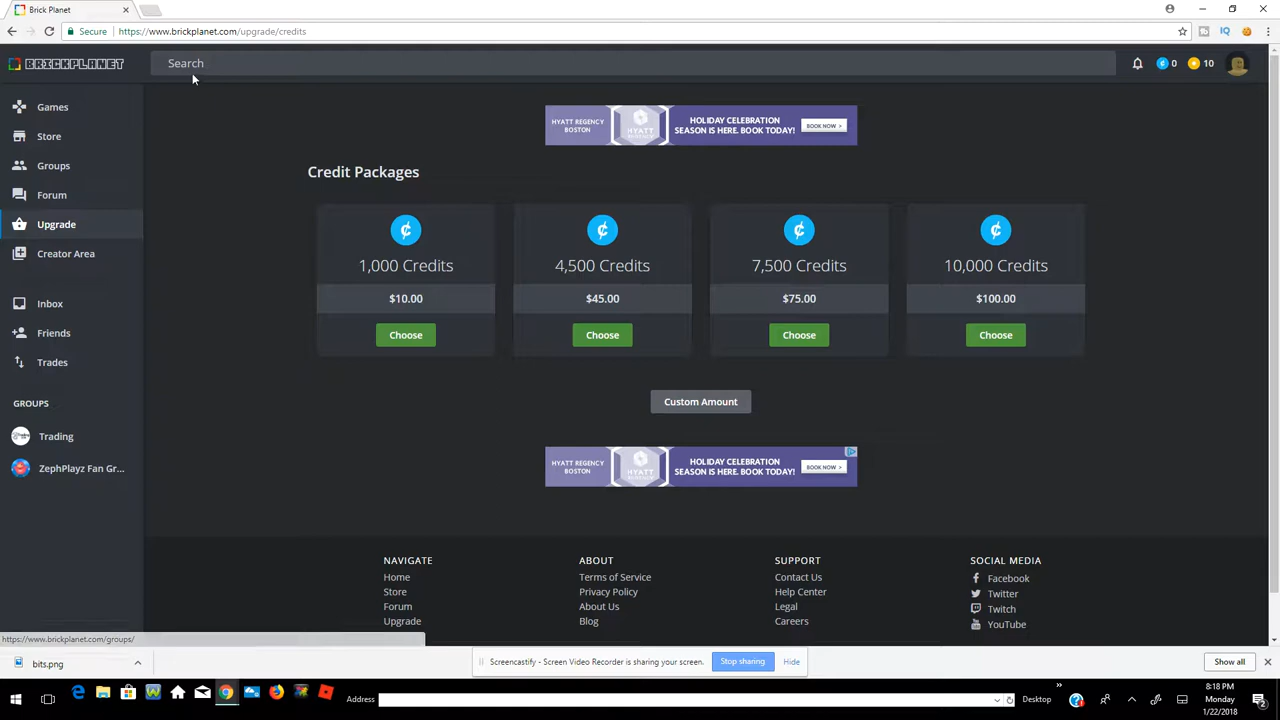 Brick Planet
Secure
https://www.brickplanet.com/upgrade/credits
IQ
BRICKPLANET
Search
0
10
Games
Store
Groups
Forum
Upgrade
Creator Area
Inbox
Friends
Trades
GROUPS
Trading
ZephPlayz Fan Gr...
HYATT REGENCY
BOSTON
HYATT
HOLIDAY CELEBRATION
SEASON IS HERE. BOOK TODAY!
BOOK NOW >
Credit Packages
¢ ¢ ¢ ¢
1,000 Credits 4,500 Credits 7,500 Credits 10,000 Credits
$10.00 $45.00 $75.00 $100.00
Choose Choose Choose Choose
Custom Amount
HYATT REGENCY
BOSTON
HYATT
HOLIDAY CELEBRATION
SEASON IS HERE. BOOK TODAY!
BOOK NOW >
NAVIGATE
Home
Store
Forum
Upgrade
ABOUT
Terms of Service
Privacy Policy
About Us
Blog
SUPPORT
Contact Us
Help Center
Legal
Careers
SOCIAL MEDIA
Facebook
Twitter
Twitch
YouTube
https://www.brickplanet.com/groups/
bits.png
Screencastify - Screen Video Recorder is sharing your screen.
Stop sharing
Hide
Show all
Address
Desktop
8:18 PM
Monday
1/22/2018
2